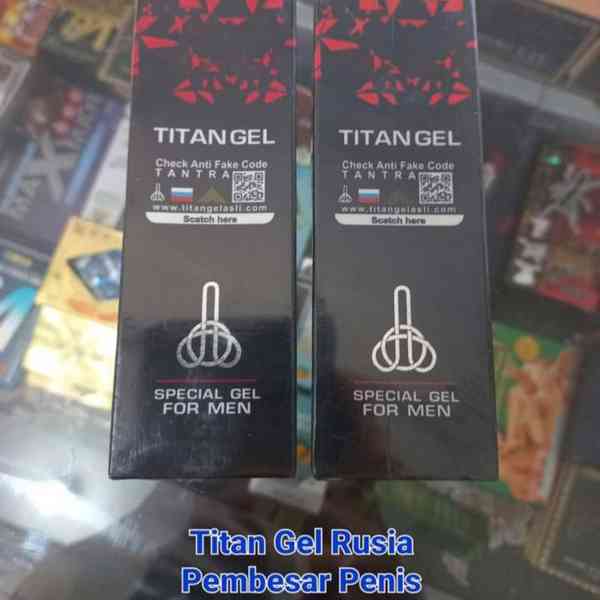 TITAN GEL
Check Anti Fake Code
TANTRA
www.titangelasli.com
Scatch here
SPECIAL GEL
FOR MEN
TITAN GEL
Check Anti Fake Code
TANTRA
www.titangelasli.com
Scatch here
SPECIAL GEL
FOR MEN
Titan Gel Rusia
Pembesar Penis